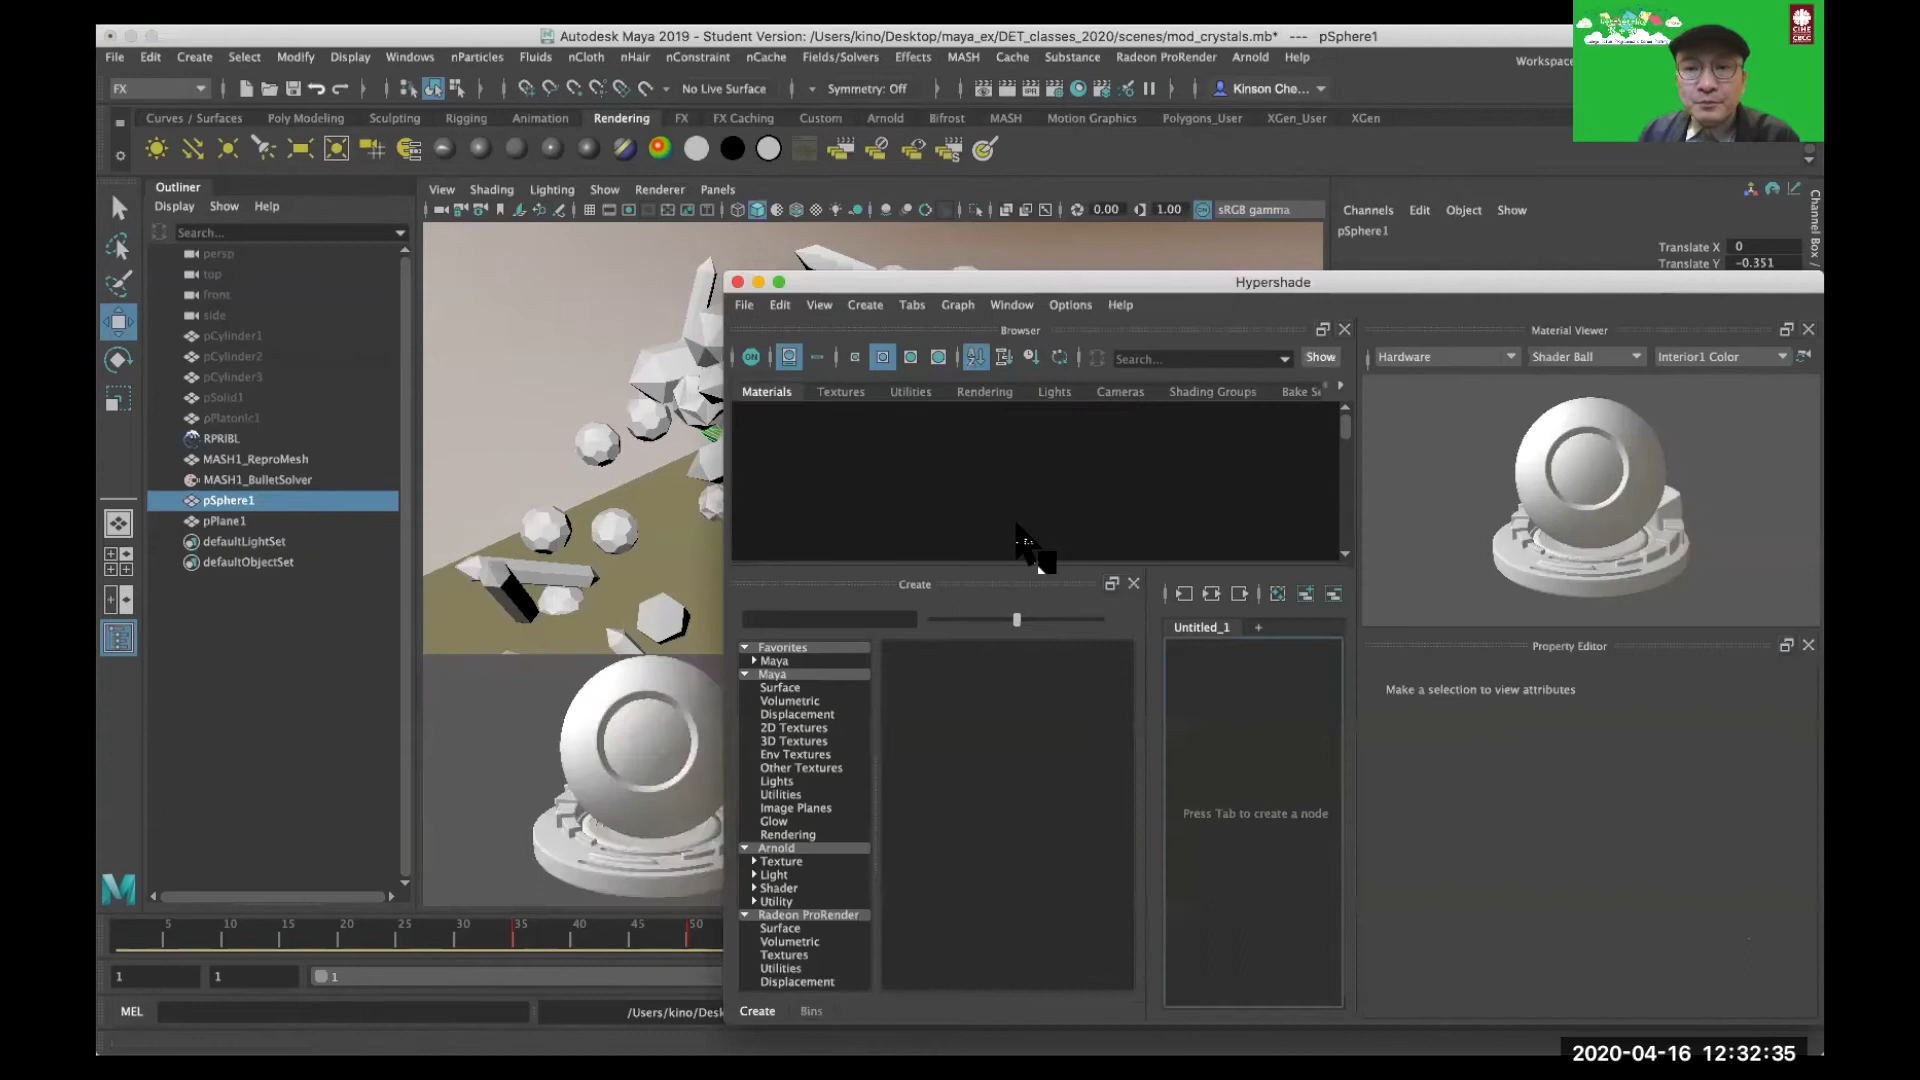 Autodesk Maya 2019 - Student Version: /Users/kino/Desktop/maya_ex/DET_classes_2020/scenes/mod_crystals.mb* --- pSphere1
File Edit Create Select Modify Display Windows nParticles Fluids nCloth nHair nConstraint nCache Fields/Solvers Effects MASH Cache Substance Radeon ProRender Arnold Help
Workspace
CIHE
CBCC
FX No Live Surface Symmetry: Off Kinson Che...
Curves / Surfaces Poly Modeling Sculpting Rigging Animation Rendering FX FX Caching Custom Arnold Bifrost MASH Motion Graphics Polygons_User XGen_User XGen
Outliner
Display Show Help
Search...
persp
top
front
side
pCylinder1
pCylinder2
pCylinder3
pSolid1
pPlatonic1
RPRIBL
MASH1_ReproMesh
MASH1_BulletSolver
pSphere1
pPlane1
defaultLightSet
defaultObjectSet
View Shading Lighting Show Renderer Panels
0.00 1.00 sRGB gamma
Channels Edit Object Show
pSphere1
Translate X 0
Translate Y -0.351
Channel Box /
Hypershade
File Edit View Create Tabs Graph Window Options Help
Browser
ON Search... Show
Materials Textures Utilities Rendering Lights Cameras Shading Groups Bake Se
Material Viewer
Hardware Shader Ball Interior1 Color
Create
Favorites
Maya
Maya
Surface
Volumetric
Displacement
2D Textures
3D Textures
Env Textures
Other Textures
Lights
Utilities
Image Planes
Glow
Rendering
Arnold
Texture
Light
Shader
Utility
Radeon ProRender
Surface
Volumetric
Textures
Utilities
Displacement
Create Bins
Untitled_1 +
Press Tab to create a node
Property Editor
Make a selection to view attributes
5 10 15 20 25 30 35 40 45 50
1 1 1
MEL /Users/kino/Desk
2020-04-16 12:32:35